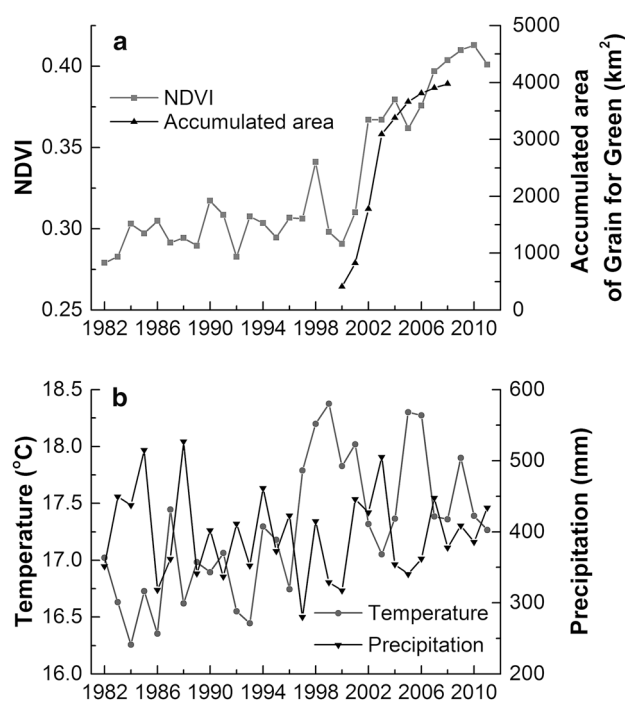 a
NDVI
Accumulated area
0.40
0.35
0.30
0.25
NDVI
5000
4000
3000
2000
1000
0
Accumulated area
of Grain for Green (km²)
1982 1986 1990 1994 1998 2002 2006 2010
b
18.5
18.0
17.5
17.0
16.5
16.0
Temperature (°C)
600
500
400
300
200
Precipitation (mm)
Temperature
Precipitation
1982 1986 1990 1994 1998 2002 2006 2010